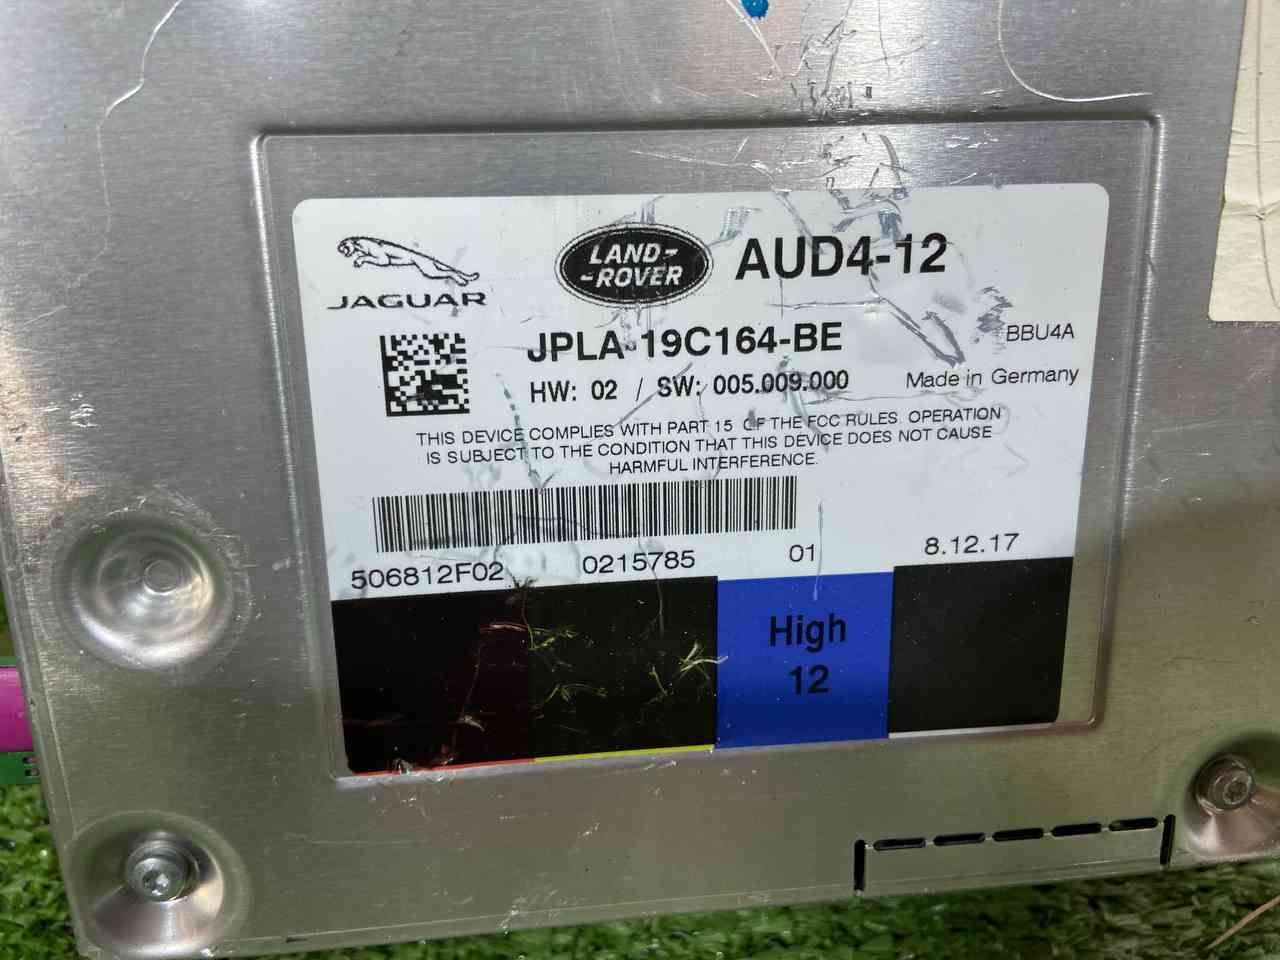 JAGUAR
LAND-
-ROVER
AUD4-12
JPLA-19C164-BE
BBU4A
HW: 02 / SW: 005.009.000
Made in Germany
THIS DEVICE COMPLIES WITH PART 15 OF THE FCC RULES. OPERATION
IS SUBJECT TO THE CONDITION THAT THIS DEVICE DOES NOT CAUSE
HARMFUL INTERFERENCE.
506812F02 0215785 01 8.12.17
High
12